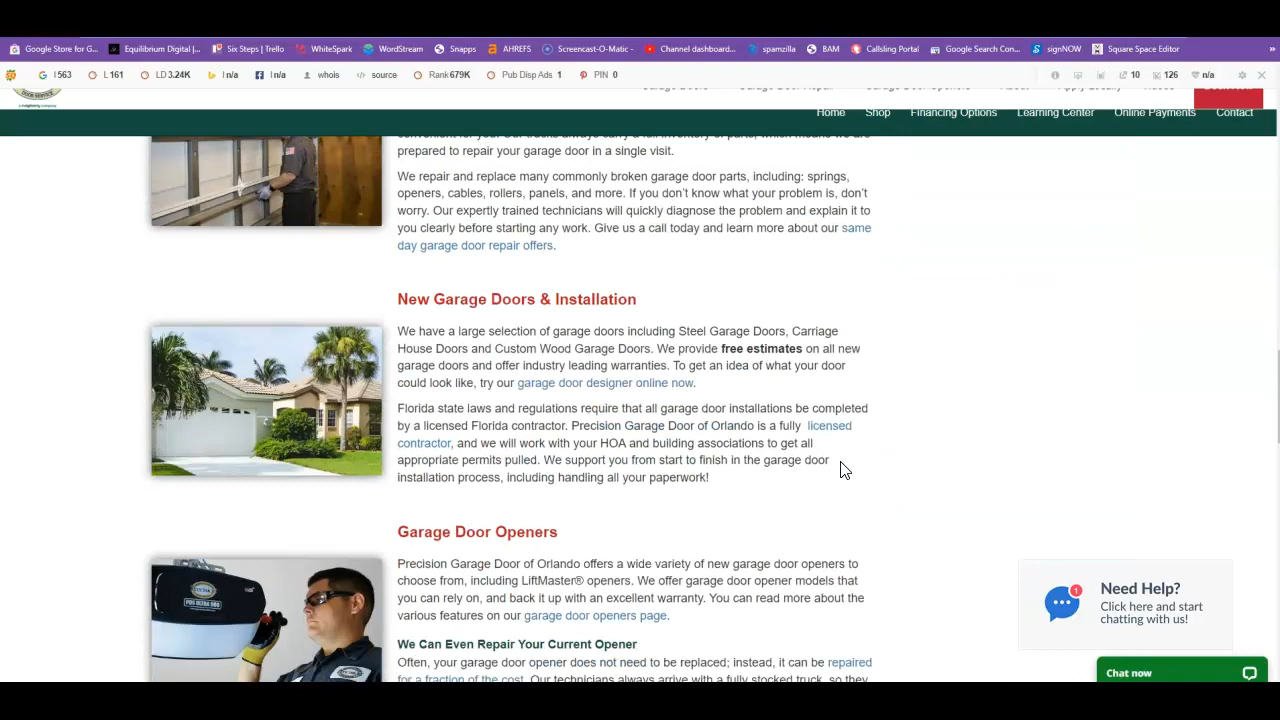 Google Store for G...
Equilibrium Digital |...
Six Steps | Trello
WhiteSpark
WordStream
Snapps
AHREFS
Screencast-O-Matic -
Channel dashboard...
spamzilla
BAM
Callsling Portal
Google Search Con...
signNOW
Square Space Editor
I 563
L 161
LD 3.24K
I n/a
I n/a
whois
source
Rank 679K
Pub Disp Ads 1
PIN 0
10
126
n/a
Home
Shop
Financing Options
Learning Center
Online Payments
Contact
prepared to repair your garage door in a single visit.
We repair and replace many commonly broken garage door parts, including: springs,
openers, cables, rollers, panels, and more. If you don't know what your problem is, don't
worry. Our expertly trained technicians will quickly diagnose the problem and explain it to
you clearly before starting any work. Give us a call today and learn more about our same
day garage door repair offers.
New Garage Doors & Installation
We have a large selection of garage doors including Steel Garage Doors, Carriage
House Doors and Custom Wood Garage Doors. We provide free estimates on all new
garage doors and offer industry leading warranties. To get an idea of what your door
could look like, try our garage door designer online now.
Florida state laws and regulations require that all garage door installations be completed
by a licensed Florida contractor. Precision Garage Door of Orlando is a fully licensed
contractor, and we will work with your HOA and building associations to get all
appropriate permits pulled. We support you from start to finish in the garage door
installation process, including handling all your paperwork!
Garage Door Openers
Precision Garage Door of Orlando offers a wide variety of new garage door openers to
choose from, including LiftMaster® openers. We offer garage door opener models that
you can rely on, and back it up with an excellent warranty. You can read more about the
various features on our garage door openers page.
We Can Even Repair Your Current Opener
Often, your garage door opener does not need to be replaced; instead, it can be repaired
for a fraction of the cost. Our technicians always arrive with a fully stocked truck, so they
1
Need Help?
Click here and start
chatting with us!
Chat now